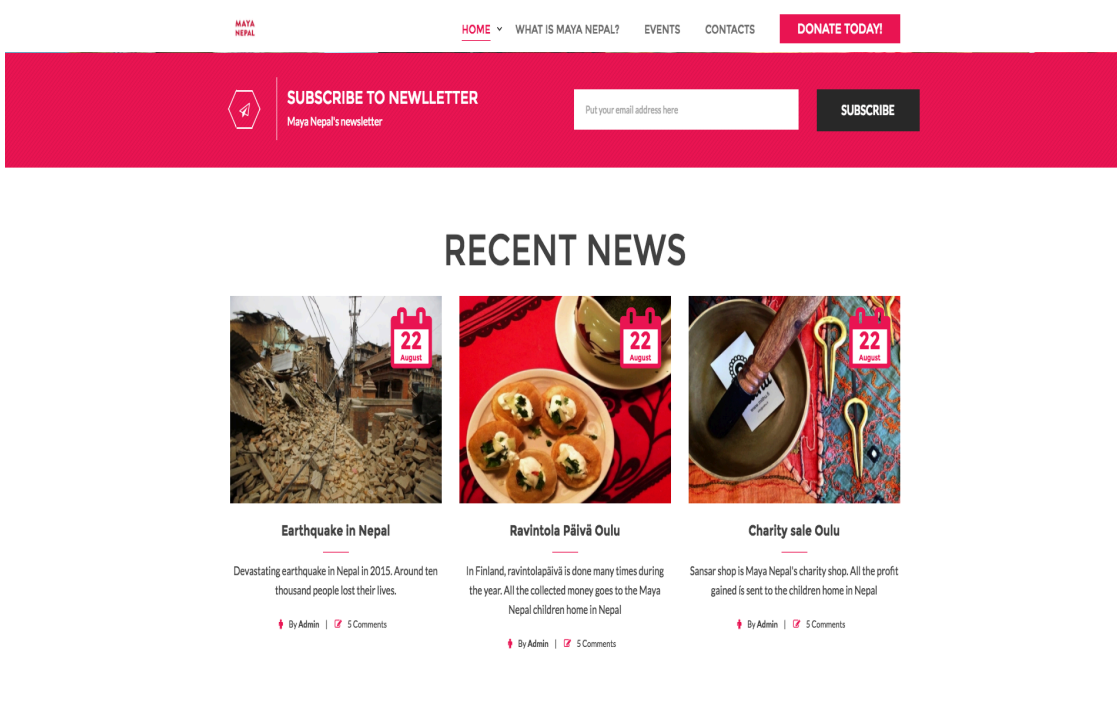 MAYA
NEPAL
HOME WHAT IS MAYA NEPAL? EVENTS CONTACTS DONATE TODAY!
SUBSCRIBE TO NEWLLETTER
Maya Nepal's newsletter
Put your email address here
SUBSCRIBE
RECENT NEWS
22
August
22
August
22
August
Earthquake in Nepal
Devastating earthquake in Nepal in 2015. Around ten
thousand people lost their lives.
By Admin | 5 Comments
Ravintola Päivä Oulu
In Finland, ravintolapäivä is done many times during
the year. All the collected money goes to the Maya
Nepal children home in Nepal
By Admin | 5 Comments
Charity sale Oulu
Sansar shop is Maya Nepal's charity shop. All the profit
gained is sent to the children home in Nepal
By Admin | 5 Comments